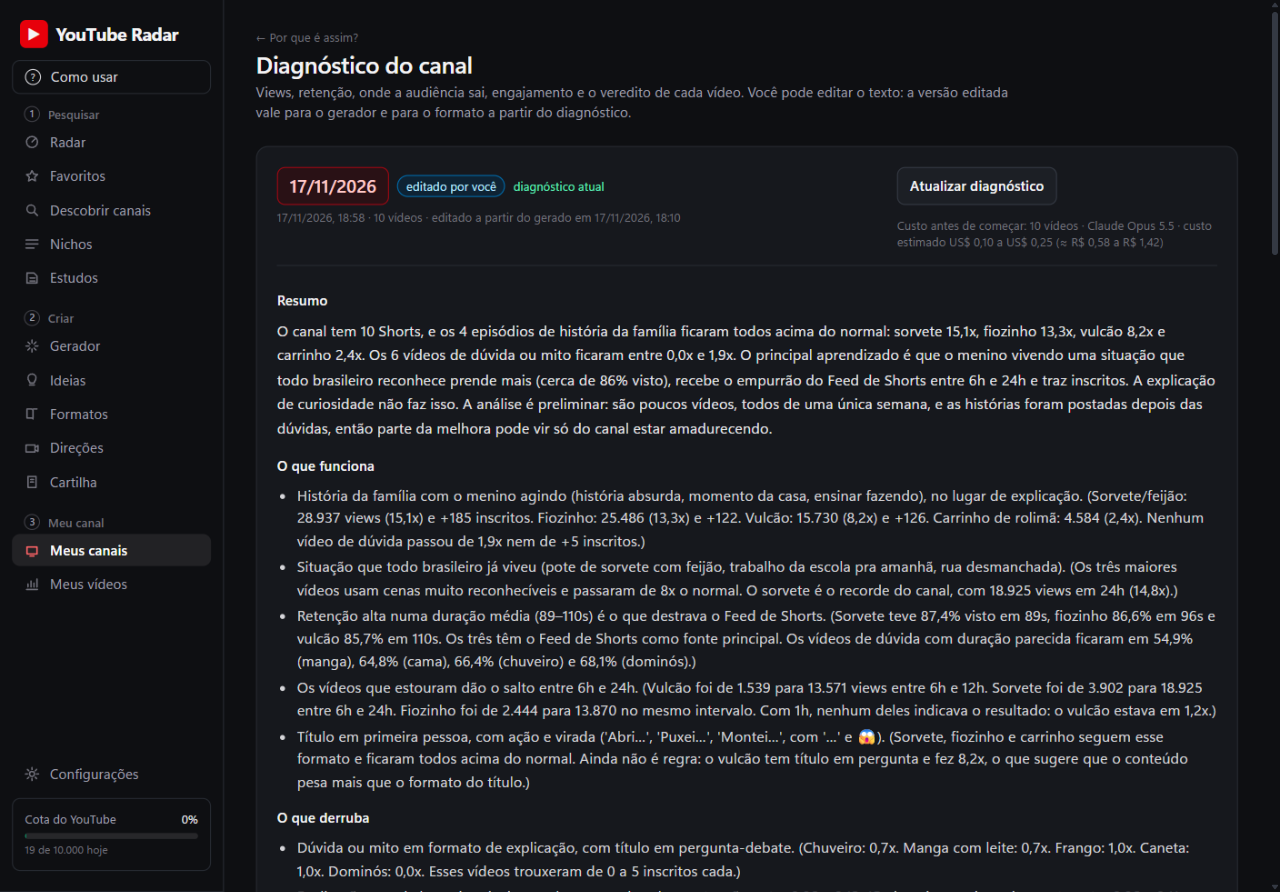 YouTube Radar
? Como usar
1 Pesquisar
Radar
Favoritos
Descobrir canais
Nichos
Estudos
2 Criar
Gerador
Ideias
Formatos
Direções
Cartilha
3 Meu canal
Meus canais
Meus vídeos
Configurações
Cota do YouTube 0%
19 de 10.000 hoje
← Por que é assim?
Diagnóstico do canal
Views, retenção, onde a audiência sai, engajamento e o veredito de cada vídeo. Você pode editar o texto: a versão editada
vale para o gerador e para o formato a partir do diagnóstico.
17/11/2026 editado por você diagnóstico atual
17/11/2026, 18:58 · 10 vídeos · editado a partir do gerado em 17/11/2026, 18:10
Atualizar diagnóstico
Custo antes de começar: 10 vídeos · Claude Opus 5.5 · custo
estimado US$ 0,10 a US$ 0,25 (≈ R$ 0,58 a R$ 1,42)
Resumo
O canal tem 10 Shorts, e os 4 episódios de história da família ficaram todos acima do normal: sorvete 15,1x, fiozinho 13,3x, vulcão 8,2x e
carrinho 2,4x. Os 6 vídeos de dúvida ou mito ficaram entre 0,0x e 1,9x. O principal aprendizado é que o menino vivendo uma situação que
todo brasileiro reconhece prende mais (cerca de 86% visto), recebe o empurrão do Feed de Shorts entre 6h e 24h e traz inscritos. A explicação
de curiosidade não faz isso. A análise é preliminar: são poucos vídeos, todos de uma única semana, e as histórias foram postadas depois das
dúvidas, então parte da melhora pode vir só do canal estar amadurecendo.
O que funciona
• História da família com o menino agindo (história absurda, momento da casa, ensinar fazendo), no lugar de explicação. (Sorvete/feijão:
28.937 views (15,1x) e +185 inscritos. Fiozinho: 25.486 (13,3x) e +122. Vulcão: 15.730 (8,2x) e +126. Carrinho de rolimã: 4.584 (2,4x). Nenhum
vídeo de dúvida passou de 1,9x nem de +5 inscritos.)
• Situação que todo brasileiro já viveu (pote de sorvete com feijão, trabalho da escola pra amanhã, rua desmanchada). (Os três maiores
vídeos usam cenas muito reconhecíveis e passaram de 8x o normal. O sorvete é o recorde do canal, com 18.925 views em 24h (14,8x).)
• Retenção alta numa duração média (89–110s) é o que destrava o Feed de Shorts. (Sorvete teve 87,4% visto em 89s, fiozinho 86,6% em 96s e
vulcão 85,7% em 110s. Os três têm o Feed de Shorts como fonte principal. Os vídeos de dúvida com duração parecida ficaram em 54,9%
(manga), 64,8% (cama), 66,4% (chuveiro) e 68,1% (dominós).)
• Os vídeos que estouram dão o salto entre 6h e 24h. (Vulcão foi de 1.539 para 13.571 views entre 6h e 12h. Sorvete foi de 3.902 para 18.925
entre 6h e 24h. Fiozinho foi de 2.444 para 13.870 no mesmo intervalo. Com 1h, nenhum deles indicava o resultado: o vulcão estava em 1,2x.)
• Título em primeira pessoa, com ação e virada ('Abri...', 'Puxei...', 'Montei...', com '...' e 😱). (Sorvete, fiozinho e carrinho seguem esse
formato e ficaram todos acima do normal. Ainda não é regra: o vulcão tem título em pergunta e fez 8,2x, o que sugere que o conteúdo
pesa mais que o formato do título.)
O que derruba
• Dúvida ou mito em formato de explicação, com título em pergunta-debate. (Chuveiro: 0,7x. Manga com leite: 0,7x. Frango: 1,0x. Caneta:
1,0x. Dominós: 0,0x. Esses vídeos trouxeram de 0 a 5 inscritos cada.)